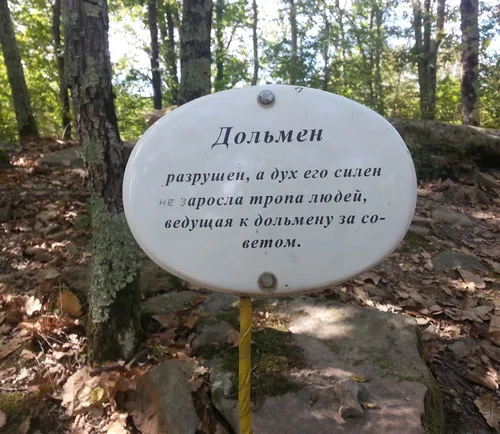 Дольмен
разрушен, а дух его силен
не заросла тропа людей,
ведущая к дольмену за со-
ветом.